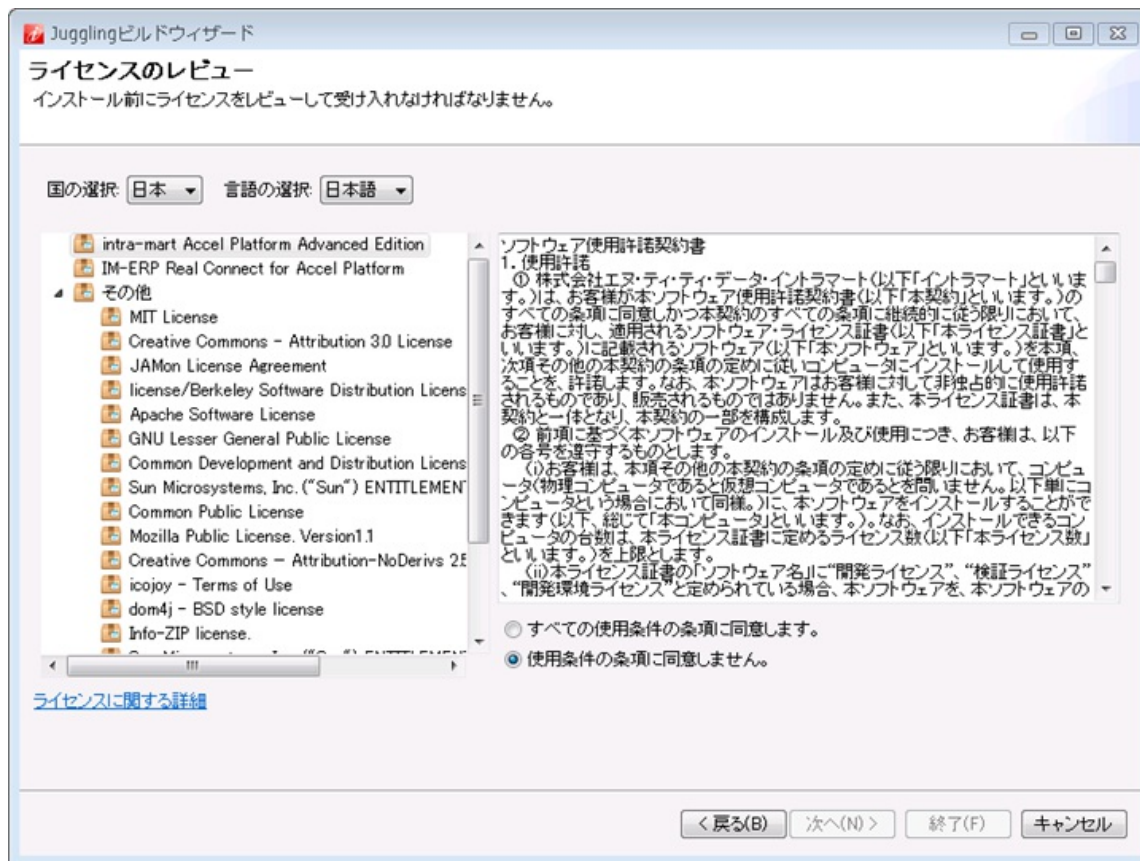 Jugglingビルドウィザード
ライセンスのレビュー
インストール前にライセンスをレビューして受け入れなければなりません。
国の選択: 日本 言語の選択: 日本語
intra-mart Accel Platform Advanced Edition
IM-ERP Real Connect for Accel Platform
その他
MIT License
Creative Commons - Attribution 3.0 License
JAMon License Agreement
license/Berkeley Software Distribution Licens
Apache Software License
GNU Lesser General Public License
Common Development and Distribution Licens
Sun Microsystems, Inc. ("Sun") ENTITLEMEN
Common Public License
Mozilla Public License. Version1.1
Creative Commons — Attribution-NoDerivs 2.5
icojoy - Terms of Use
dom4j - BSD style license
Info-ZIP license.
ソフトウェア使用許諾契約書
1. 使用許諾
① 株式会社エヌ・ティ・ティ・データ・イントラマート(以下「イントラマート」といいま
す。)は、お客様が本ソフトウェア使用許諾契約書(以下「本契約」といいます。)の
すべての条項に同意しかつ本契約のすべての条項に継続的に従う限りにおいて、
お客様に対し、適用されるソフトウェア・ライセンス証書(以下「本ライセンス証書」と
いいます。)に記載されるソフトウェア(以下「本ソフトウェア」といいます。)を本項、
次項その他の本契約の条項の定めに従いコンピュータにインストールして使用す
ることを、許諾します。なお、本ソフトウェアはお客様に対して非独占的に使用許諾
されるものであり、販売されるものではありません。また、本ライセンス証書は、本
契約と一体となり、本契約の一部を構成します。
② 前項に基づく本ソフトウェアのインストール及び使用につき、お客様は、以下
の各号を遵守するものとします。
(i)お客様は、本項その他の本契約の条項の定めに従う限りにおいて、コンピュ
ータ(物理コンピュータであると仮想コンピュータであるとを問いません。以下単にコ
ンピュータという場合において同様。)に、本ソフトウェアをインストールすることがで
きます(以下、総じて「本コンピュータ」といいます。)。なお、インストールできるコン
ピュータの台数は、本ライセンス証書に定めるライセンス数(以下「本ライセンス数」
といいます。)を上限とします。
(ii)本ライセンス証書の「ソフトウェア名」に“開発ライセンス”、“検証ライセンス”
、“開発環境ライセンス”と定められている場合、本ソフトウェアを、本ソフトウェアの
すべての使用条件の条項に同意します。
使用条件の条項に同意しません。
ライセンスに関する詳細
< 戻る(B) 次へ(N) > 終了(F) キャンセル